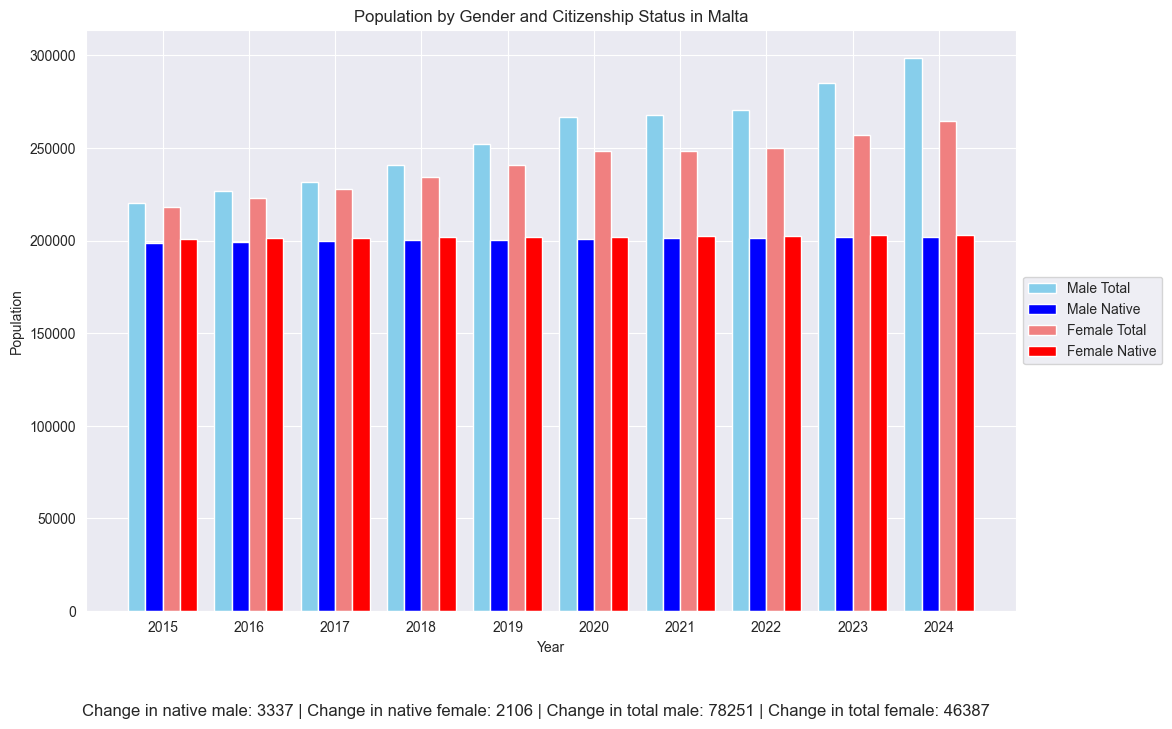 Population by Gender and Citizenship Status in Malta
300000
250000
200000
150000
100000
50000
0
Population
2015 2016 2017 2018 2019 2020 2021 2022 2023 2024
Year
Male Total
Male Native
Female Total
Female Native
Change in native male: 3337 | Change in native female: 2106 | Change in total male: 78251 | Change in total female: 46387